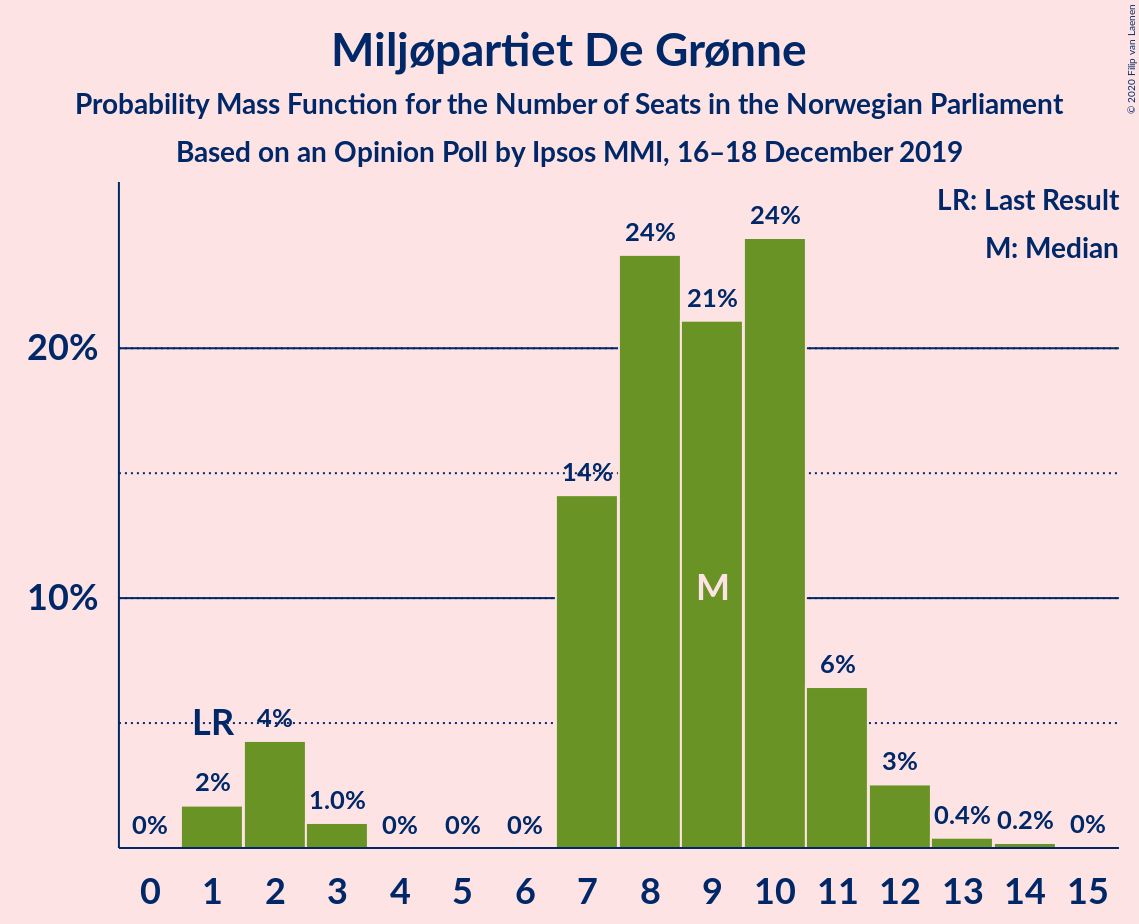 Miljøpartiet De Grønne
Probability Mass Function for the Number of Seats in the Norwegian Parliament
Based on an Opinion Poll by Ipsos MMI, 16–18 December 2019
© 2020 Filip van Laenen
LR: Last Result
M: Median
20%
10%
0%
2%
LR
4%
1.0%
0%
0%
0%
14%
24%
21%
M
24%
6%
3%
0.4%
0.2%
0%
0 1 2 3 4 5 6 7 8 9 10 11 12 13 14 15